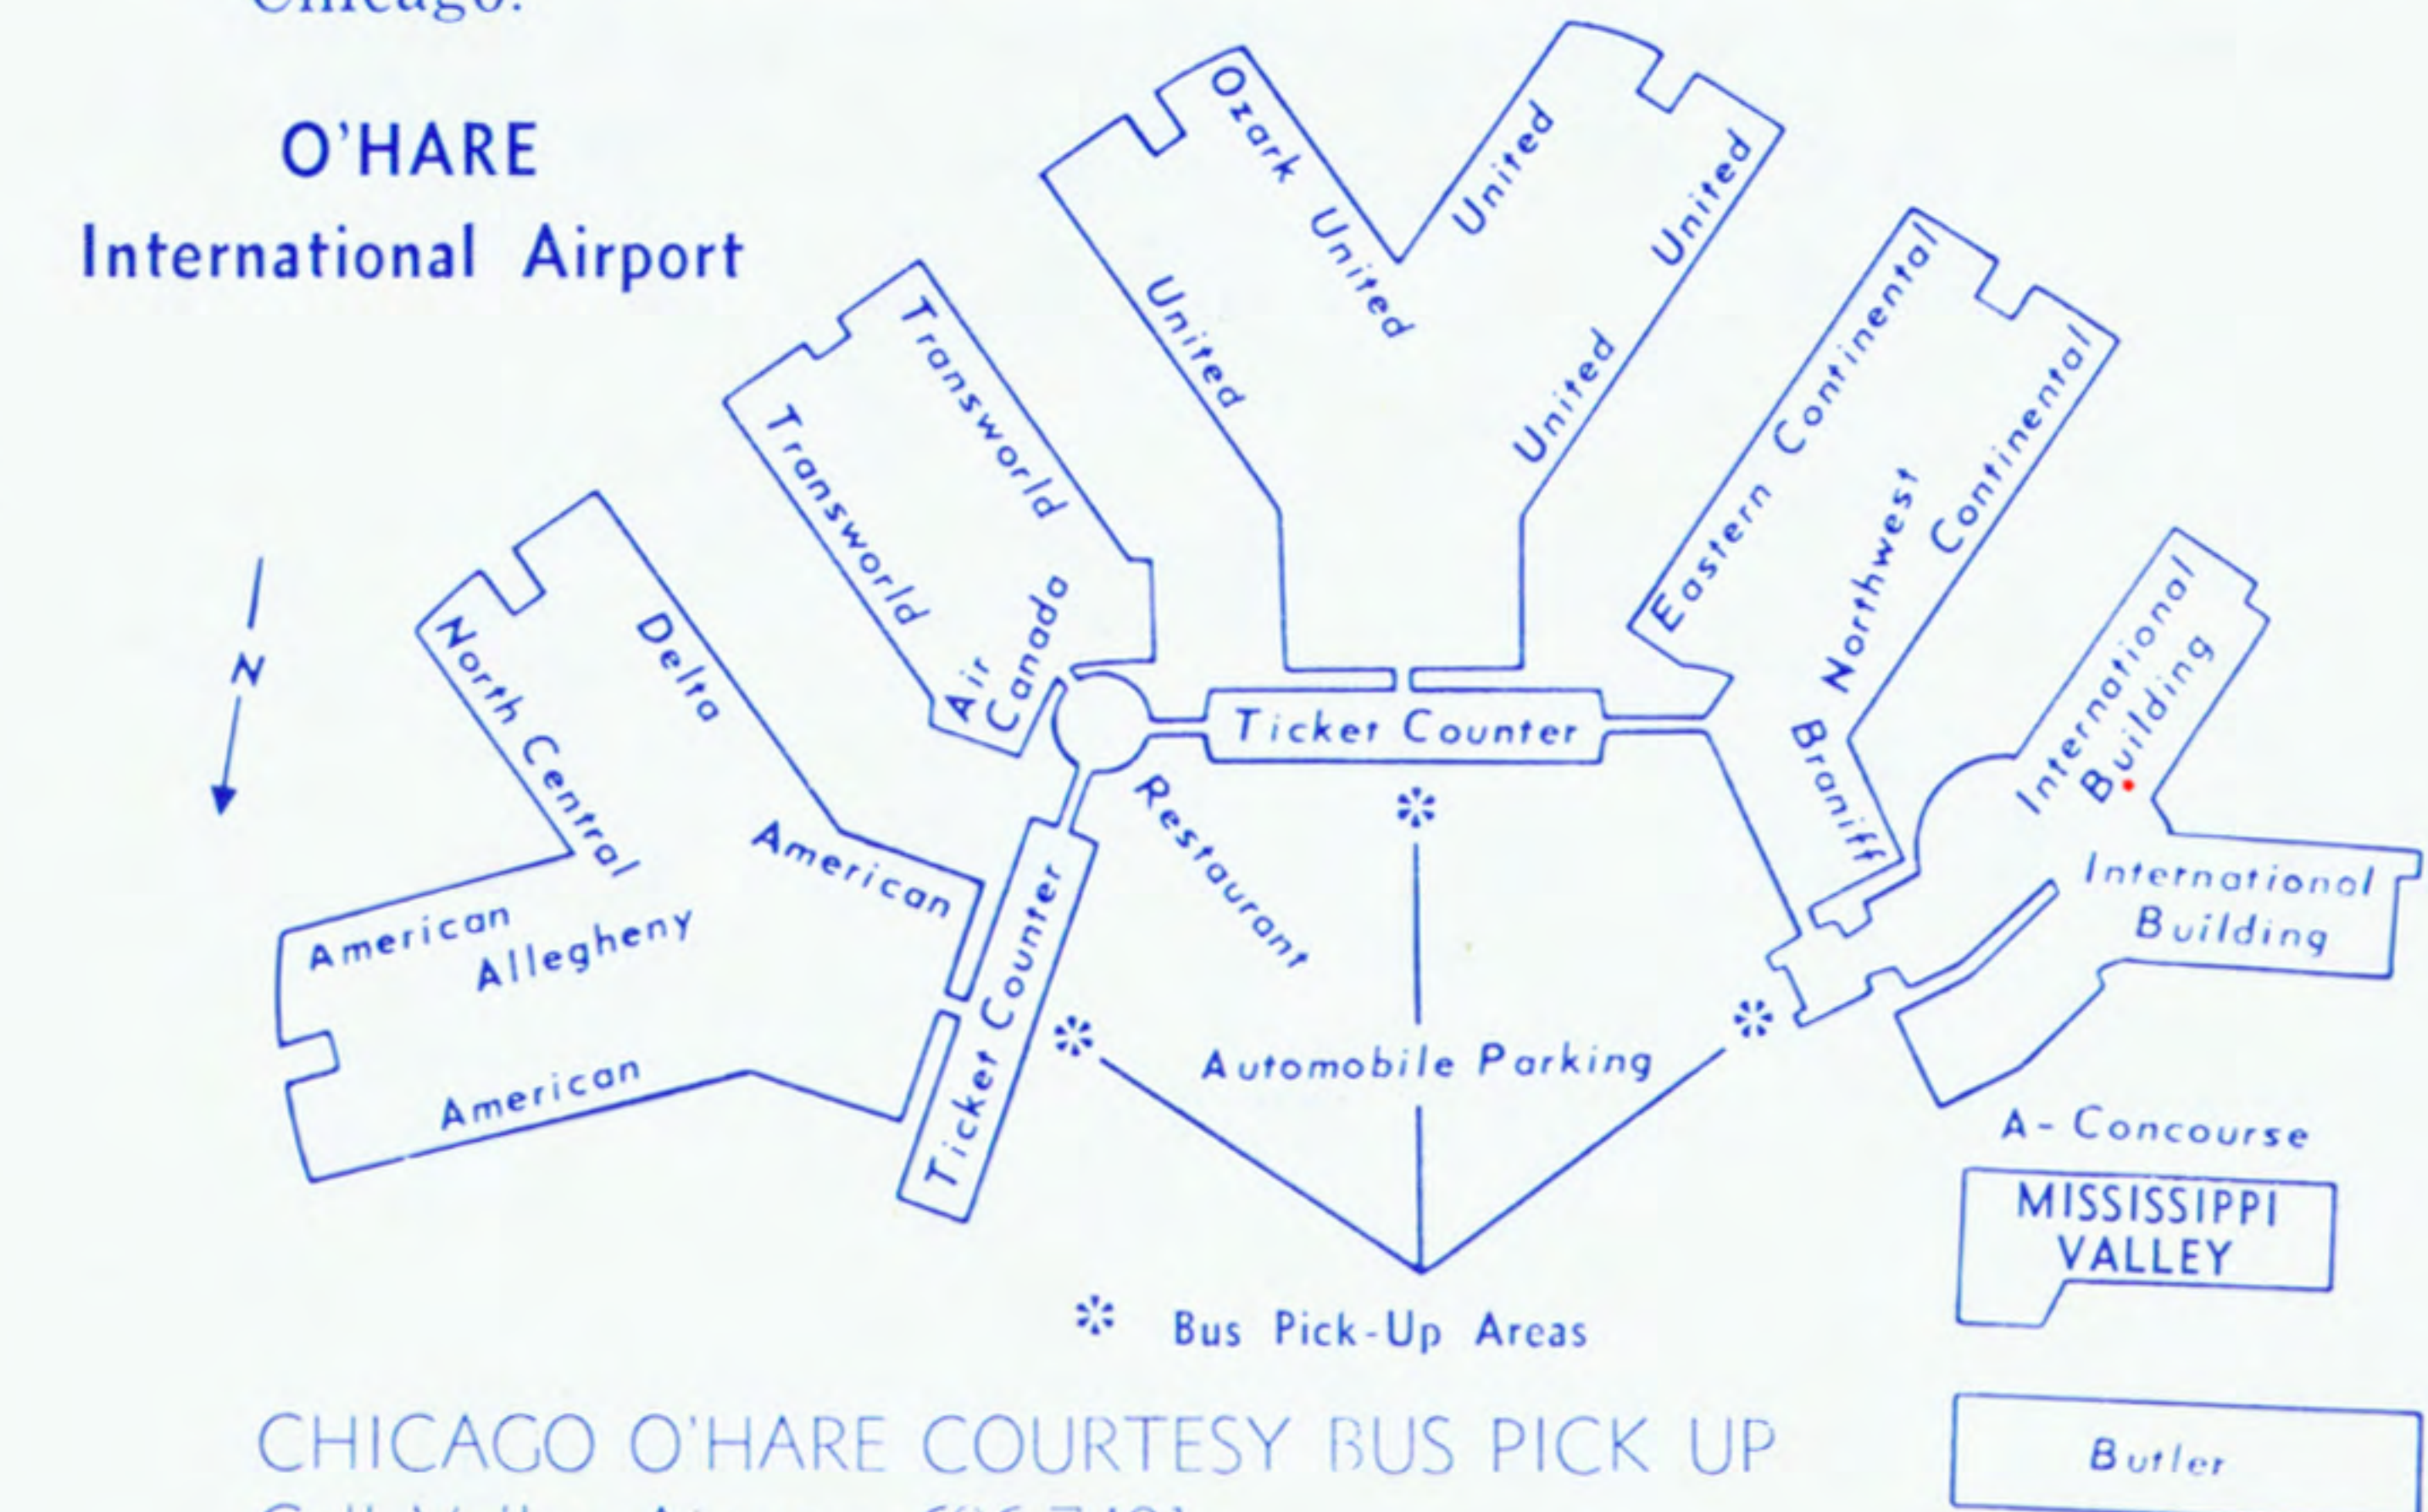 Chicago.
O'HARE
International Airport
Ozark United
United
United
United
United
Transworld
Transworld
Air
Canada
Eastern Continental
Northwest
Continental
Braniff
International
Building
International
Building
North Central
Delta
N
American
Allegheny
American
American
Ticket Counter
Ticket Counter
Restaurant
Automobile Parking
A - Concourse
MISSISSIPPI
VALLEY
Bus Pick-Up Areas
Butler
CHICAGO O'HARE COURTESY BUS PICK UP